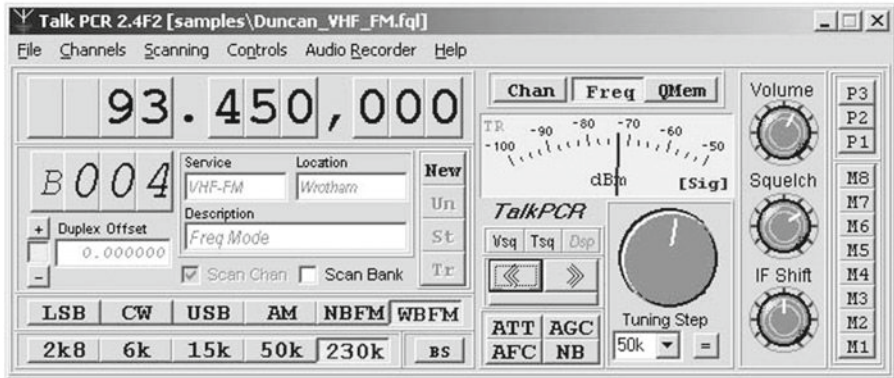 Talk PCR 2.4F2 [samples\Duncan_VHF_FM.fql]
File Channels Scanning Controls Audio Recorder Help
93.450,000
Chan Freq QMem
Volume
P3
P2
P1
TR -100 -90 -80 -70 -60 -50
dBm [Sig]
B004
Service Location
VHF-FM Wrotham
Description
Freq Mode
New
Un
St
Tr
+ Duplex Offset
0.000000
-
Scan Chan Scan Bank
TalkPCR
Vsq Tsq Dsp
Squelch
M8
M7
M6
M5
M4
M3
M2
M1
IF Shift
LSB CW USB AM NBFM WBFM
2k8 6k 15k 50k 230k BS
ATT AGC
AFC NB
Tuning Step
50k =